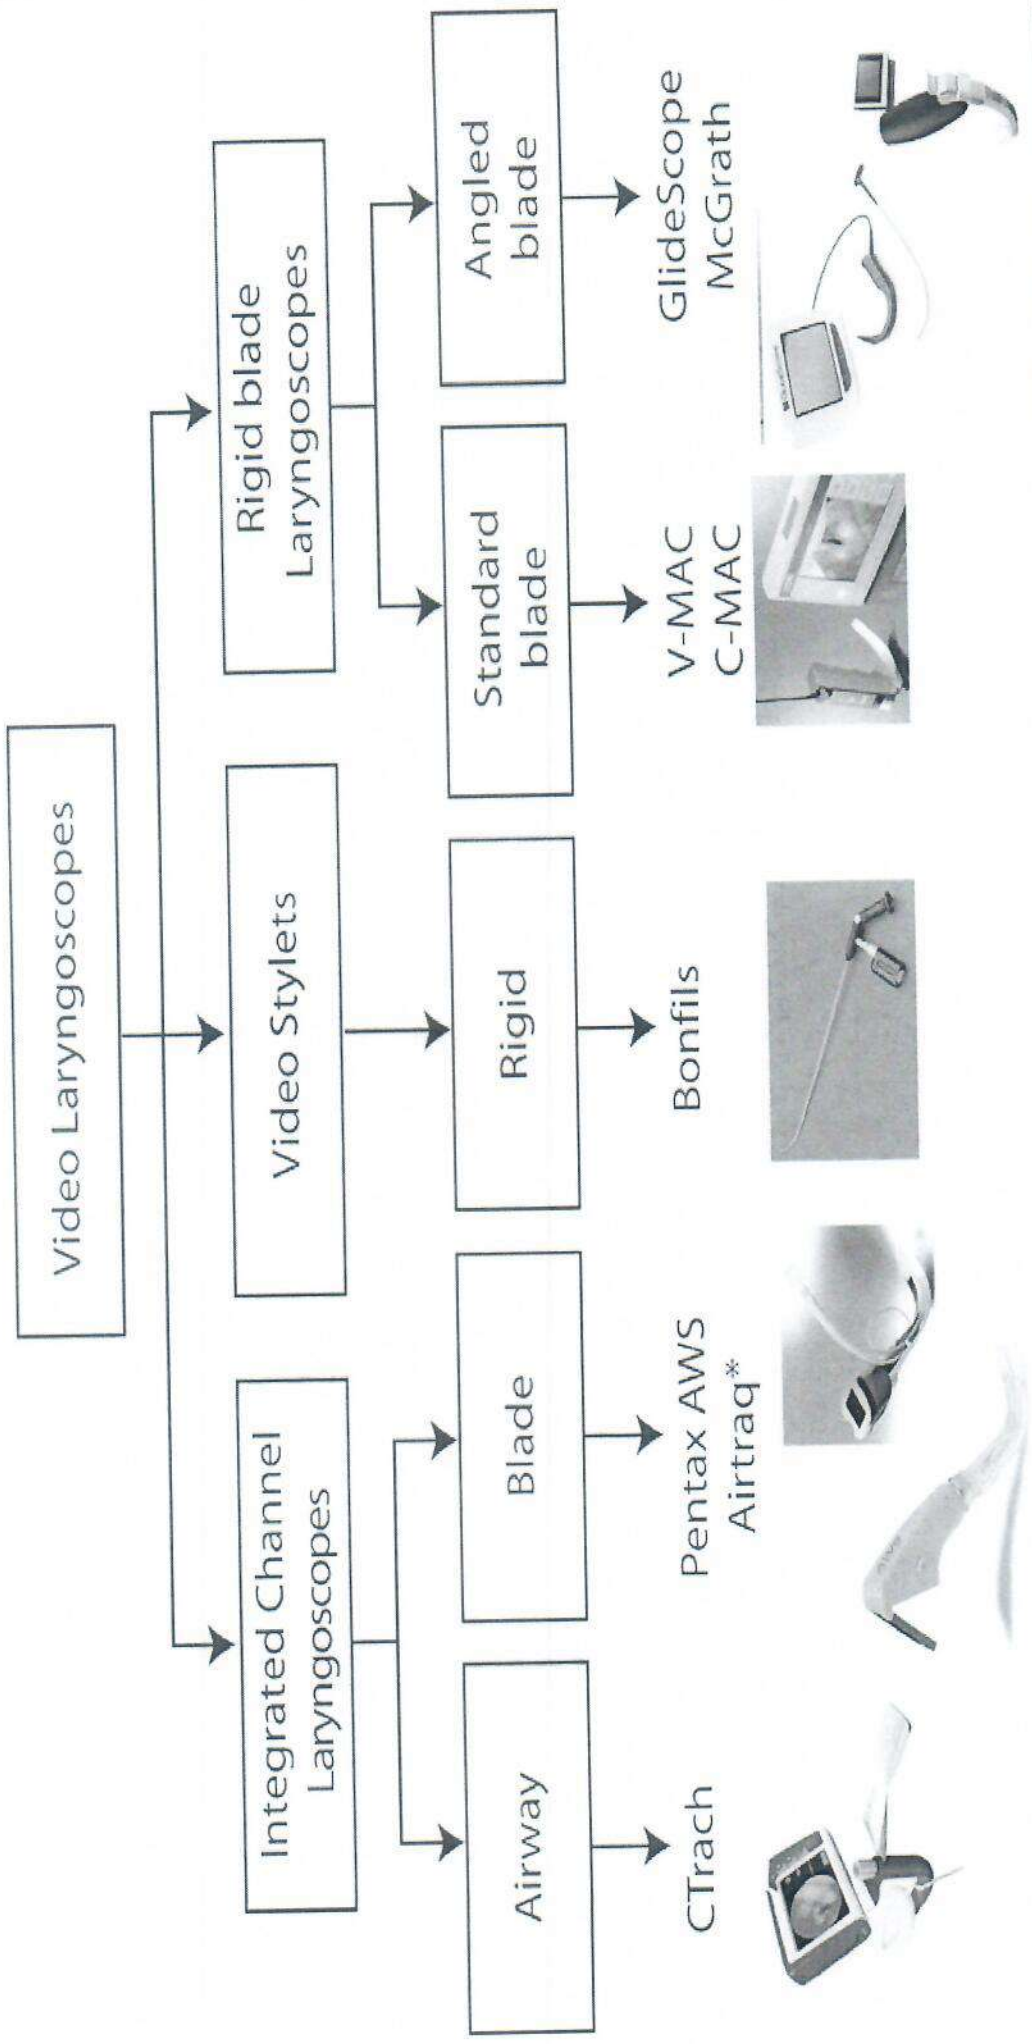 Video Laryngoscopes
Integrated Channel
Laryngoscopes
Video Stylets
Rigid blade
Laryngoscopes
Airway
Blade
Rigid
Standard
blade
Angled
blade
CTrach
Pentax AWS
Airtraq*
Bonfils
V-MAC
C-MAC
GlideScope
McGrath